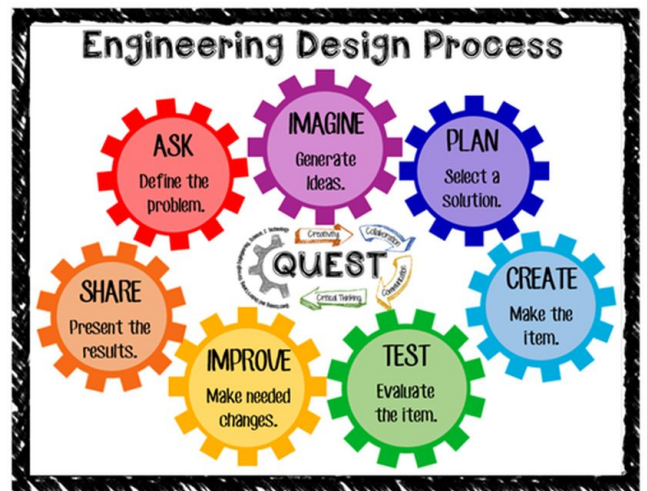 Engineering Design Process
ASK
Define the
problem.
IMAGINE
Generate
Ideas.
PLAN
Select a
solution.
CREATE
Make the
item.
TEST
Evaluate
the item.
IMPROVE
Make needed
changes.
SHARE
Present the
results.
QUEST
Creativity
Collaboration
Communication
Critical Thinking